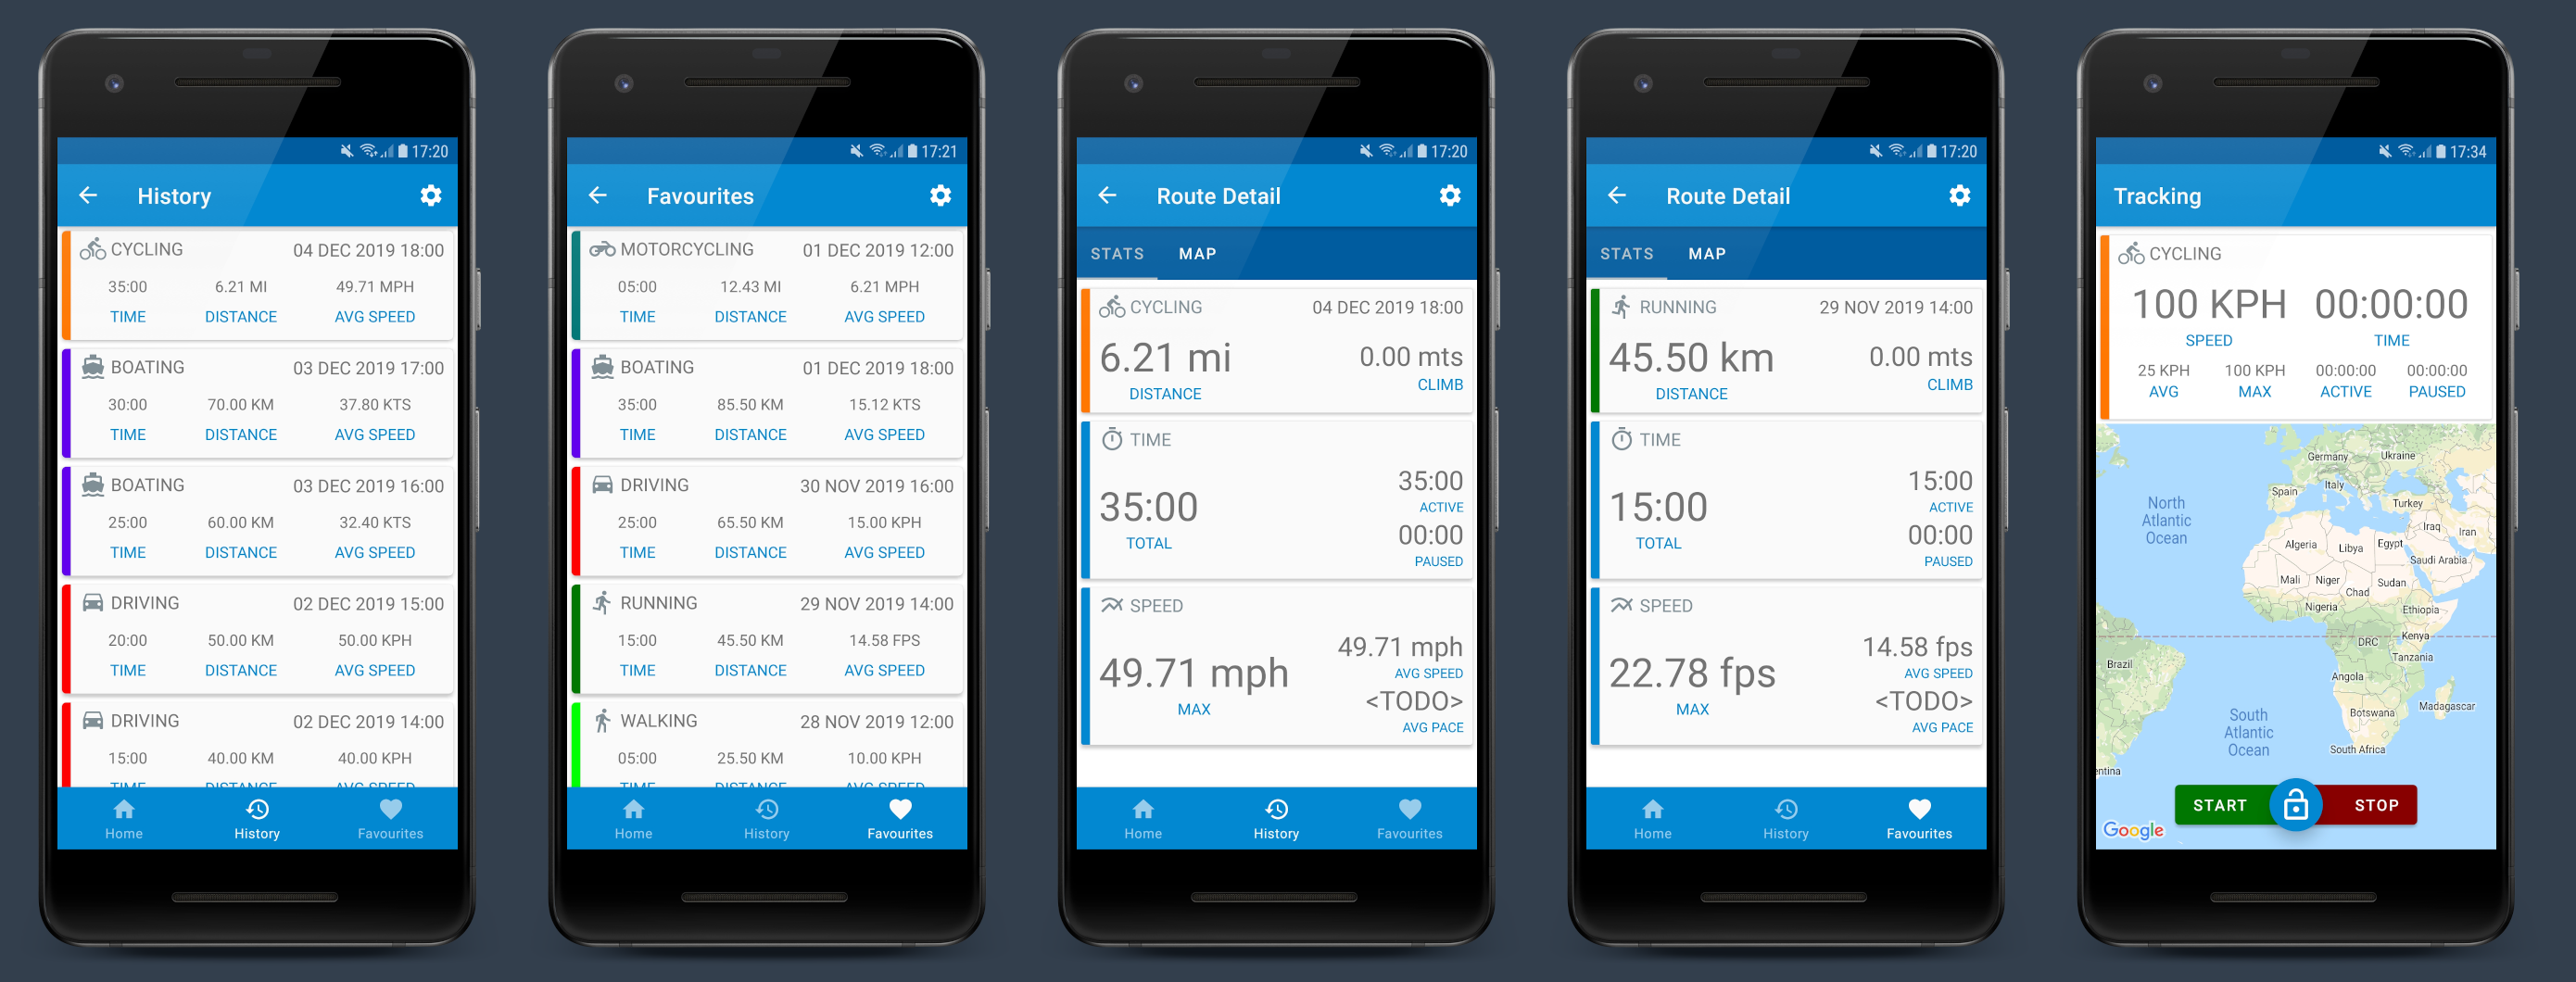 17:20
History
CYCLING 04 DEC 2019 18:00
35:00 6.21 MI 49.71 MPH
TIME DISTANCE AVG SPEED
BOATING 03 DEC 2019 17:00
30:00 70.00 KM 37.80 KTS
TIME DISTANCE AVG SPEED
BOATING 03 DEC 2019 16:00
25:00 60.00 KM 32.40 KTS
TIME DISTANCE AVG SPEED
DRIVING 02 DEC 2019 15:00
20:00 50.00 KM 50.00 KPH
TIME DISTANCE AVG SPEED
DRIVING 02 DEC 2019 14:00
15:00 40.00 KM 40.00 KPH
TIME DISTANCE AVG SPEED
Home History Favourites
17:21
Favourites
MOTORCYCLING 01 DEC 2019 12:00
05:00 12.43 MI 6.21 MPH
TIME DISTANCE AVG SPEED
BOATING 01 DEC 2019 18:00
35:00 85.50 KM 15.12 KTS
TIME DISTANCE AVG SPEED
DRIVING 30 NOV 2019 16:00
25:00 65.50 KM 15.00 KPH
TIME DISTANCE AVG SPEED
RUNNING 29 NOV 2019 14:00
15:00 45.50 KM 14.58 FPS
TIME DISTANCE AVG SPEED
WALKING 28 NOV 2019 12:00
05:00 25.50 KM 10.00 KPH
TIME DISTANCE AVG SPEED
Home History Favourites
17:20
Route Detail
STATS MAP
CYCLING 04 DEC 2019 18:00
6.21 mi 0.00 mts
DISTANCE CLIMB
TIME
35:00
ACTIVE
35:00
TOTAL
00:00
PAUSED
SPEED
49.71 mph
AVG SPEED
49.71 mph
MAX
<TODO>
AVG PACE
Home History Favourites
17:20
Route Detail
STATS MAP
RUNNING 29 NOV 2019 14:00
45.50 km 0.00 mts
DISTANCE CLIMB
TIME
15:00
ACTIVE
15:00
TOTAL
00:00
PAUSED
SPEED
14.58 fps
AVG SPEED
22.78 fps
MAX
<TODO>
AVG PACE
Home History Favourites
17:34
Tracking
CYCLING
100 KPH 00:00:00
SPEED TIME
25 KPH 100 KPH 00:00:00 00:00:00
AVG MAX ACTIVE PAUSED
Germany Ukraine
Spain Italy
Turkey
North
Atlantic
Ocean
Iraq Iran
Algeria Libya Egypt
Saudi Arabia
Mali Niger Sudan
Chad
Nigeria Ethiopia
DRC Kenya
Tanzania
Brazil
Angola
Botswana Madagascar
South
Atlantic
Ocean
South Africa
entina
START STOP
Google